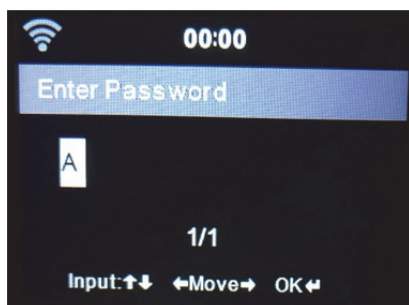 00:00
Enter Password
A
1/1
Input:↑↓ ←Move→ OK↵